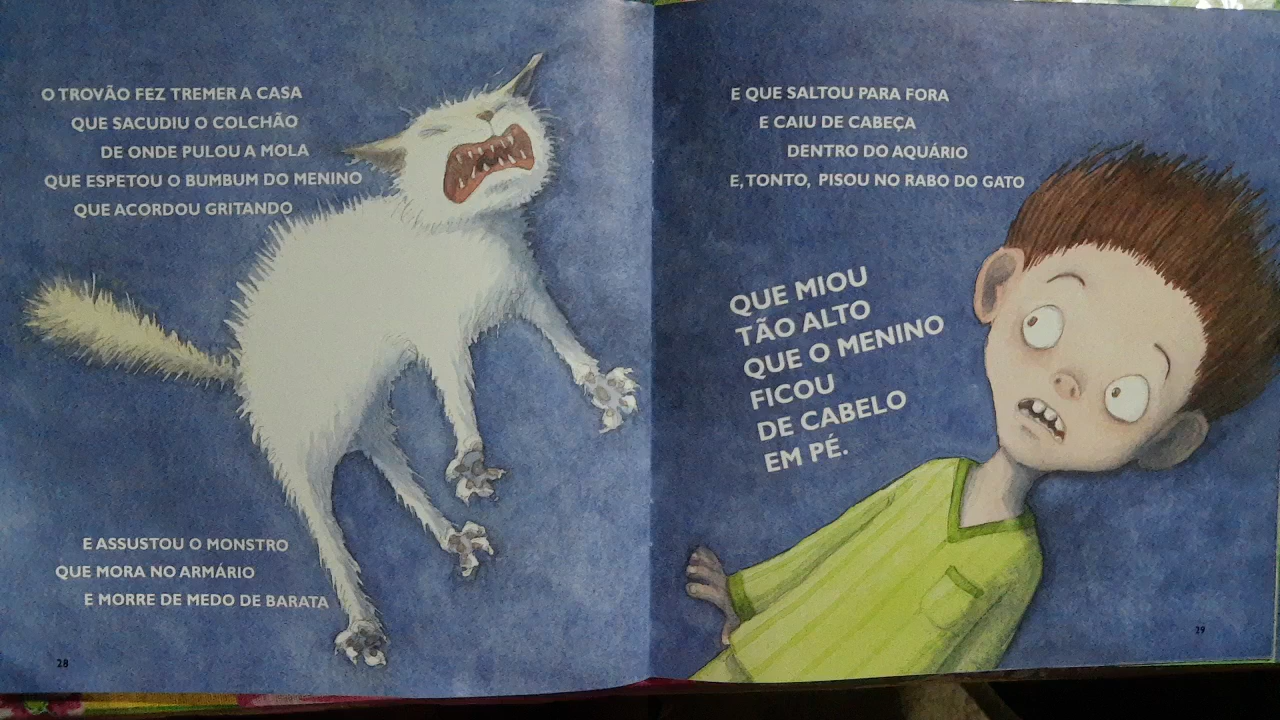 O TROVÃO FEZ TREMER A CASA
QUE SACUDIU O COLCHÃO
DE ONDE PULOU A MOLA
QUE ESPETOU O BUMBUM DO MENINO
QUE ACORDOU GRITANDO
E ASSUSTOU O MONSTRO
QUE MORA NO ARMÁRIO
E MORRE DE MEDO DE BARATA
28
E QUE SALTOU PARA FORA
E CAIU DE CABEÇA
DENTRO DO AQUÁRIO
E, TONTO, PISOU NO RABO DO GATO
QUE MIOU
TÃO ALTO
QUE O MENINO
FICOU
DE CABELO
EM PÉ.
29